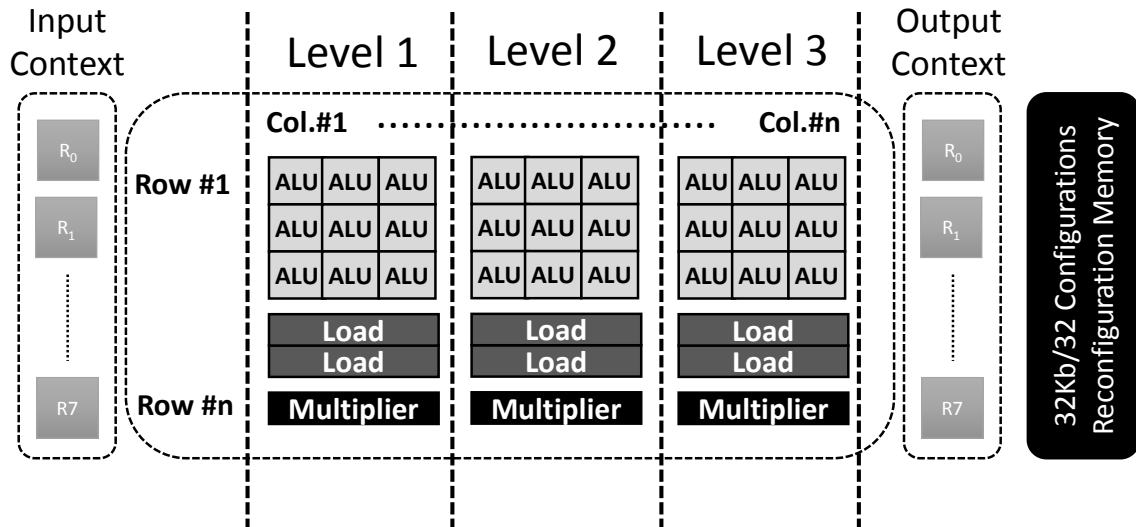 Input
Context
Level 1
Level 2
Level 3
Output
Context
Col.#1
Col.#n
Row #1
R0
R1
R7
ALU ALU ALU
ALU ALU ALU
ALU ALU ALU
Load
Load
Multiplier
ALU ALU ALU
ALU ALU ALU
ALU ALU ALU
Load
Load
Multiplier
ALU ALU ALU
ALU ALU ALU
ALU ALU ALU
Load
Load
Multiplier
Row #n
R0
R1
R7
32Kb/32 Configurations
Reconfiguration Memory